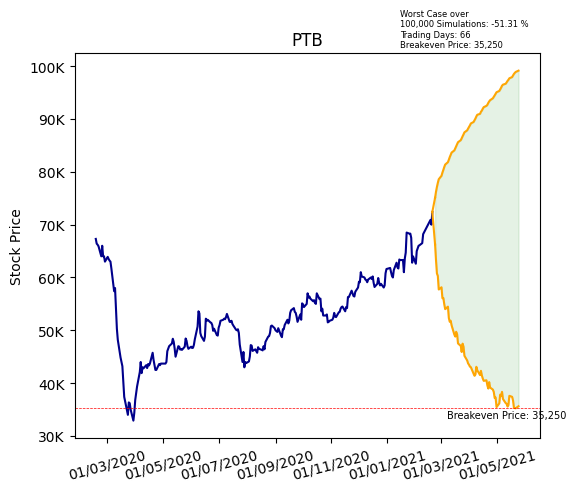 Worst Case over
100,000 Simulations: -51.31 %
Trading Days: 66
Breakeven Price: 35,250
PTB
100K
90K
80K
70K
60K
50K
40K
30K
Stock Price
Breakeven Price: 35,250
01/03/2020
01/05/2020
01/07/2020
01/09/2020
01/11/2020
01/01/2021
01/03/2021
01/05/2021